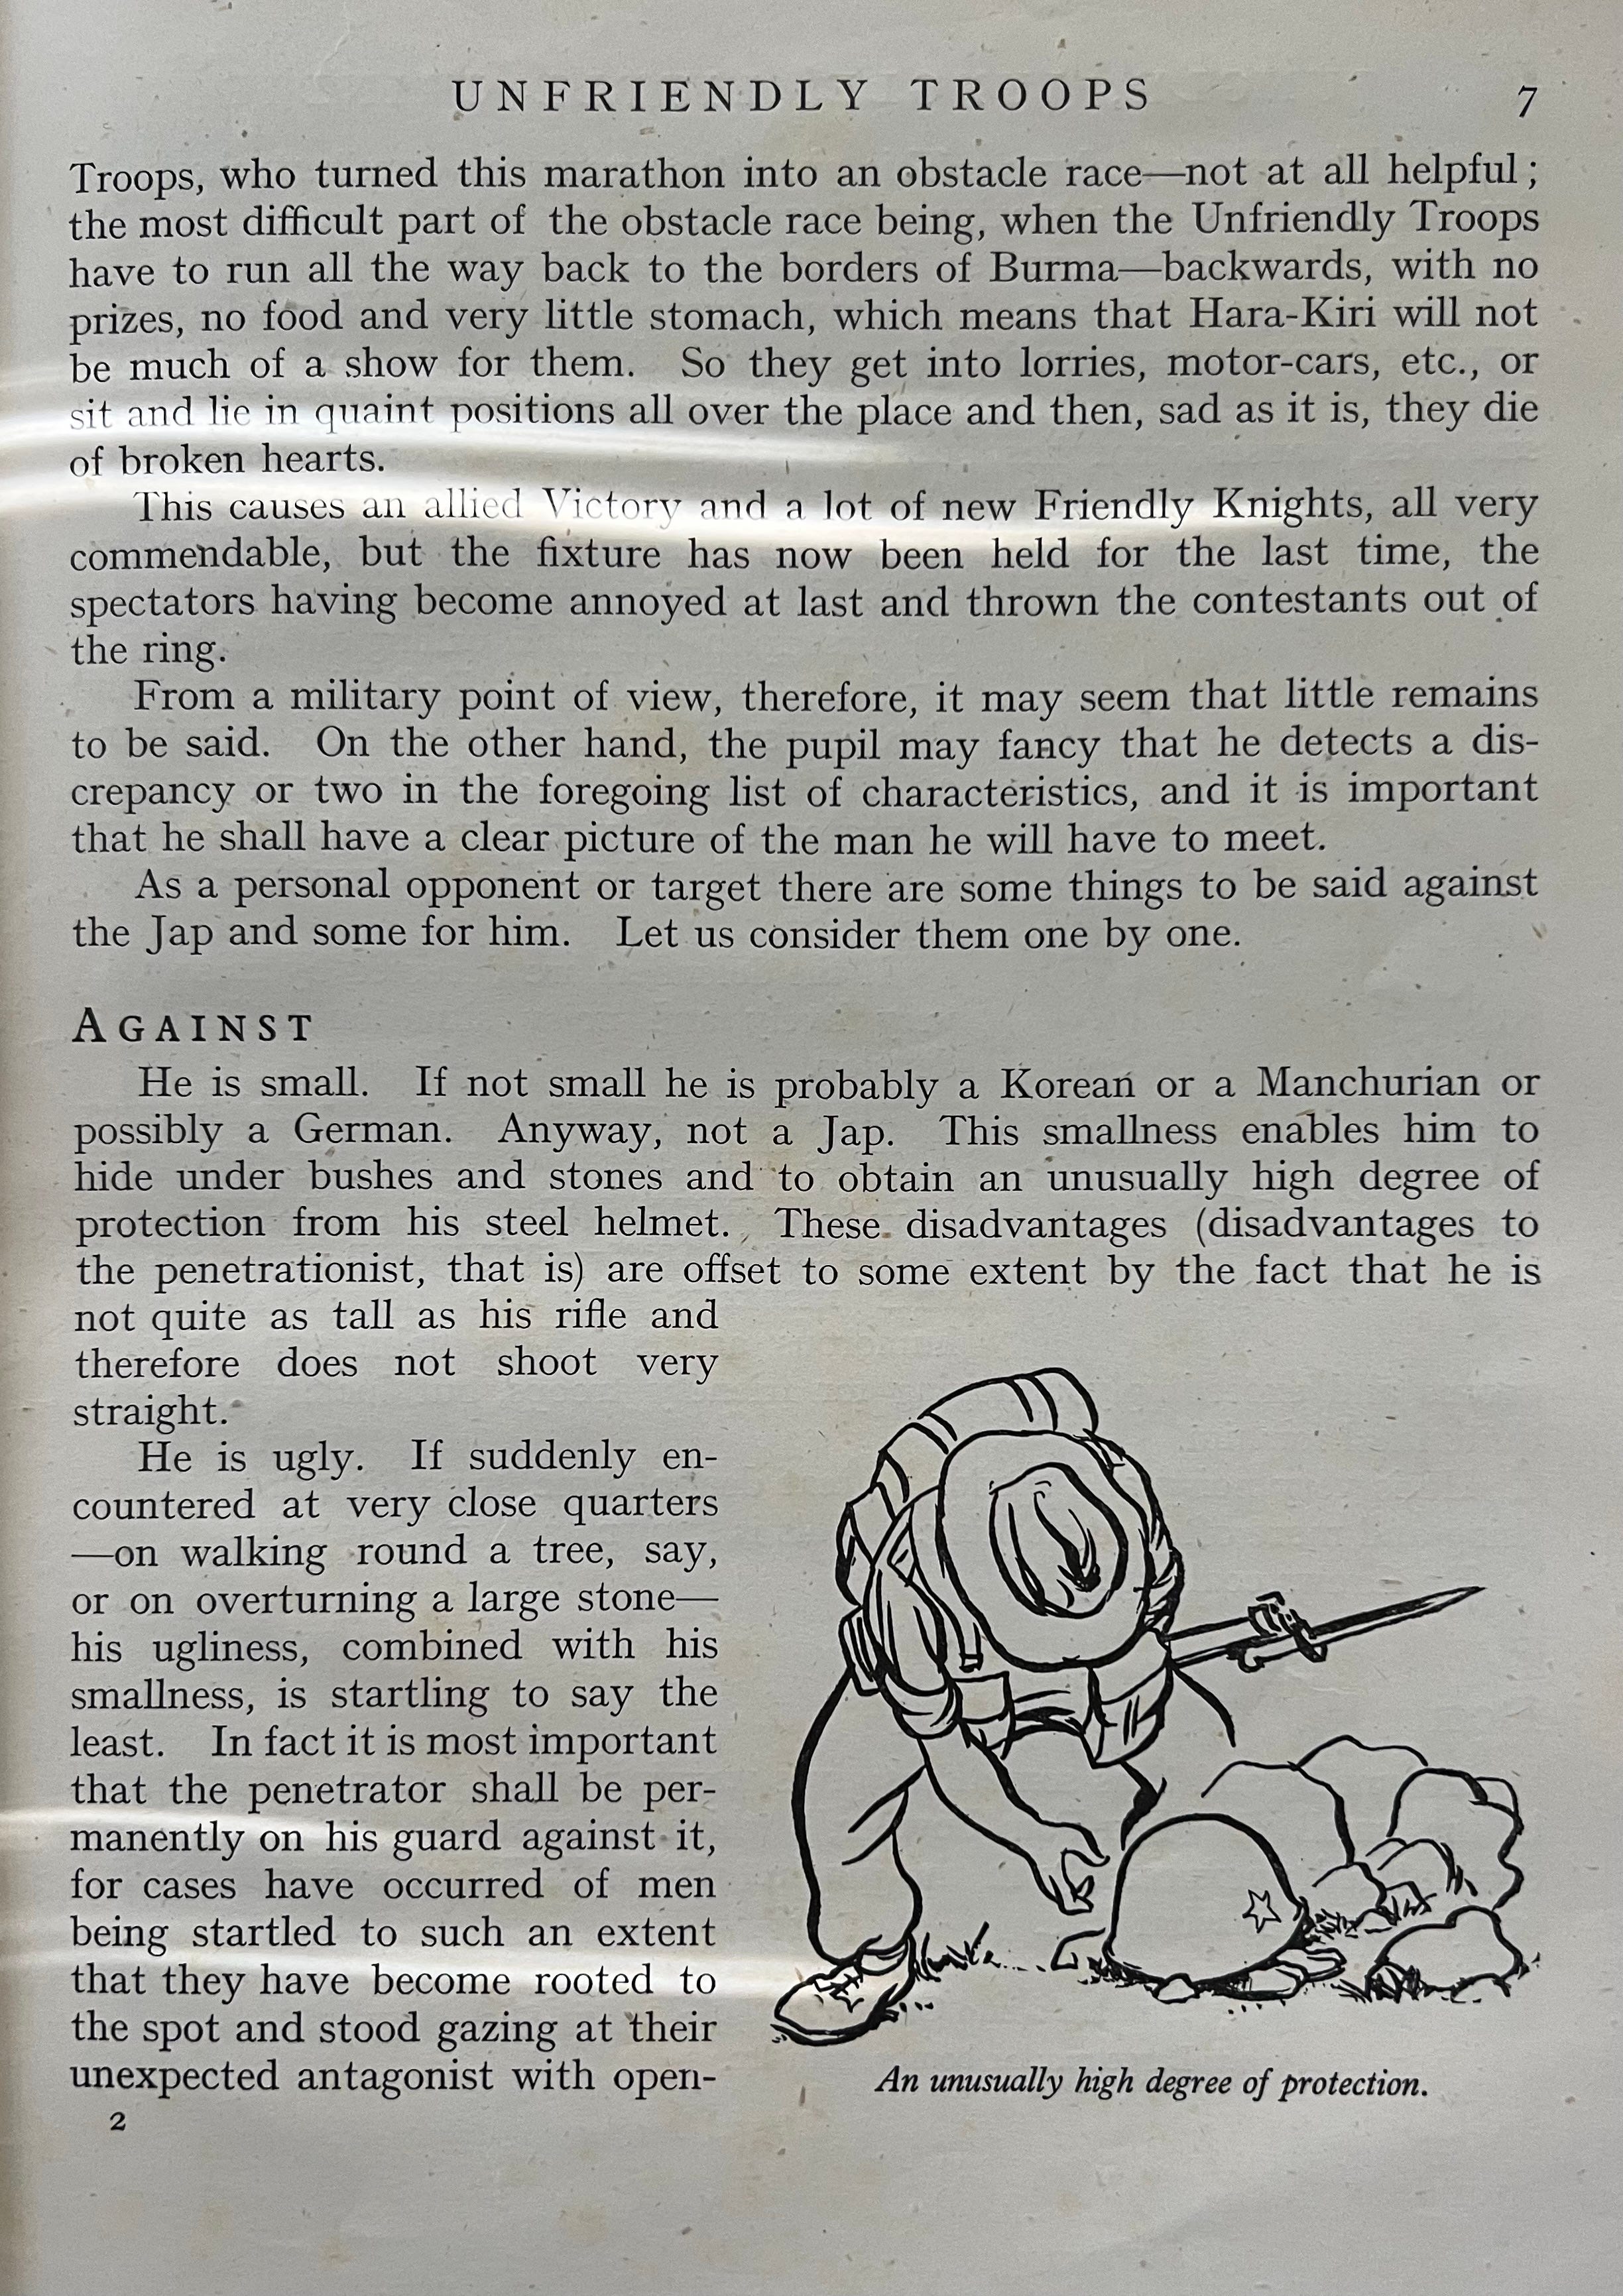 UNFRIENDLY TROOPS 7
Troops, who turned this marathon into an obstacle race—not at all helpful;
the most difficult part of the obstacle race being, when the Unfriendly Troops
have to run all the way back to the borders of Burma—backwards, with no
prizes, no food and very little stomach, which means that Hara-Kiri will not
be much of a show for them. So they get into lorries, motor-cars, etc., or
sit and lie in quaint positions all over the place and then, sad as it is, they die
of broken hearts.
This causes an allied Victory and a lot of new Friendly Knights, all very
commendable, but the fixture has now been held for the last time, the
spectators having become annoyed at last and thrown the contestants out of
the ring.
From a military point of view, therefore, it may seem that little remains
to be said. On the other hand, the pupil may fancy that he detects a dis-
crepancy or two in the foregoing list of characteristics, and it is important
that he shall have a clear picture of the man he will have to meet.
As a personal opponent or target there are some things to be said against
the Jap and some for him. Let us consider them one by one.
AGAINST
He is small. If not small he is probably a Korean or a Manchurian or
possibly a German. Anyway, not a Jap. This smallness enables him to
hide under bushes and stones and to obtain an unusually high degree of
protection from his steel helmet. These disadvantages (disadvantages to
the penetrationist, that is) are offset to some extent by the fact that he is
not quite as tall as his rifle and
therefore does not shoot very
straight.
He is ugly. If suddenly en-
countered at very close quarters
—on walking round a tree, say,
or on overturning a large stone—
his ugliness, combined with his
smallness, is startling to say the
least. In fact it is most important
that the penetrator shall be per-
manently on his guard against it,
for cases have occurred of men
being startled to such an extent
that they have become rooted to
the spot and stood gazing at their
unexpected antagonist with open-
An unusually high degree of protection.
2